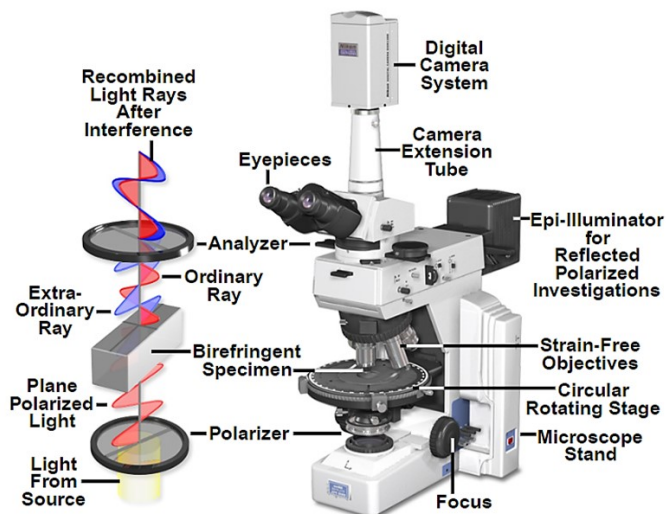 Recombined
Light Rays
After
Interference
Digital
Camera
System
Camera
Extension
Tube
Eyepieces
Epi-Illuminator
for
Reflected
Polarized
Investigations
Analyzer
Ordinary
Ray
Extra-
Ordinary
Ray
Birefringent
Specimen
Strain-Free
Objectives
Circular
Rotating Stage
Plane
Polarized
Light
Polarizer
Microscope
Stand
Light
From
Source
Focus